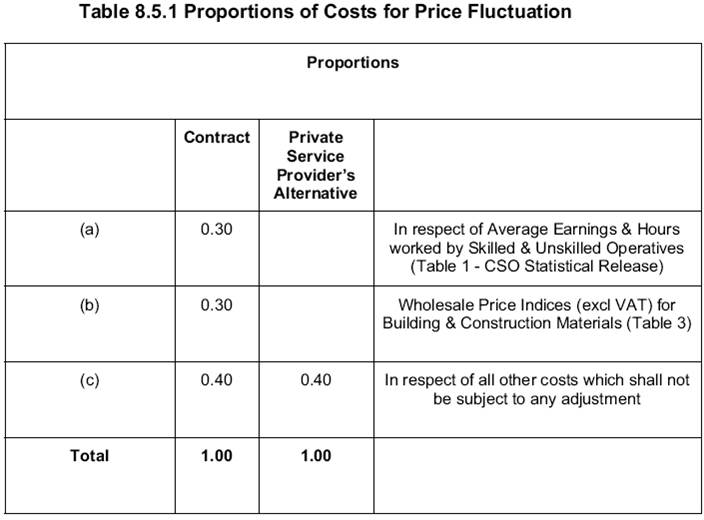 Table 8.5.1 Proportions of Costs for Price Fluctuation
Proportions
Contract
Private
Service
Provider's
Alternative
(a)
0.30
In respect of Average Earnings & Hours
worked by Skilled & Unskilled Operatives
(Table 1 - CSO Statistical Release)
(b)
0.30
Wholesale Price Indices (excl VAT) for
Building & Construction Materials (Table 3)
(c)
0.40
0.40
In respect of all other costs which shall not
be subject to any adjustment
Total
1.00
1.00